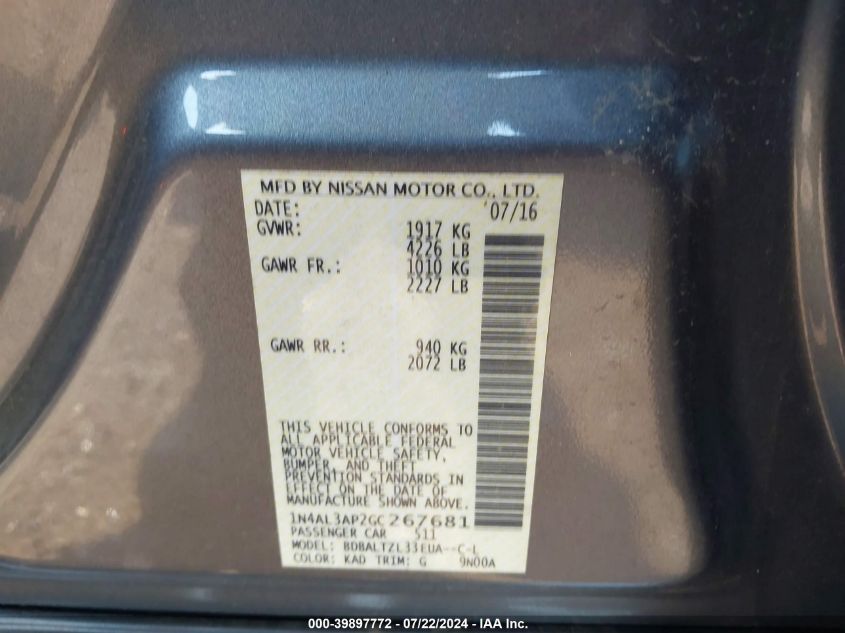 MFD BY NISSAN MOTOR CO., LTD.
DATE: 07/16
GVWR: 1917 KG
4226 LB
GAWR FR.: 1010 KG
2227 LB
GAWR RR.: 940 KG
2072 LB
THIS VEHICLE CONFORMS TO
ALL APPLICABLE FEDERAL
MOTOR VEHICLE SAFETY,
BUMPER, AND THEFT
PREVENTION STANDARDS IN
EFFECT ON THE DATE OF
MANUFACTURE SHOWN ABOVE.
1N4AL3AP2GC267681
PASSENGER CAR 511
MODEL: BDBALTZL33EUA--C-L
COLOR: KAD TRIM: G 9N00A
000-39897772 - 07/22/2024 - IAA Inc.